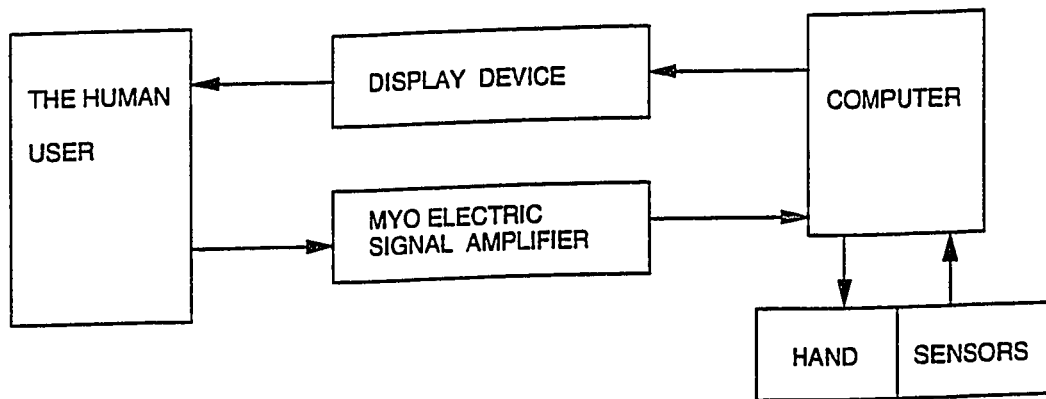 THE HUMAN
USER
DISPLAY DEVICE
COMPUTER
MYO ELECTRIC
SIGNAL AMPLIFIER
HAND
SENSORS